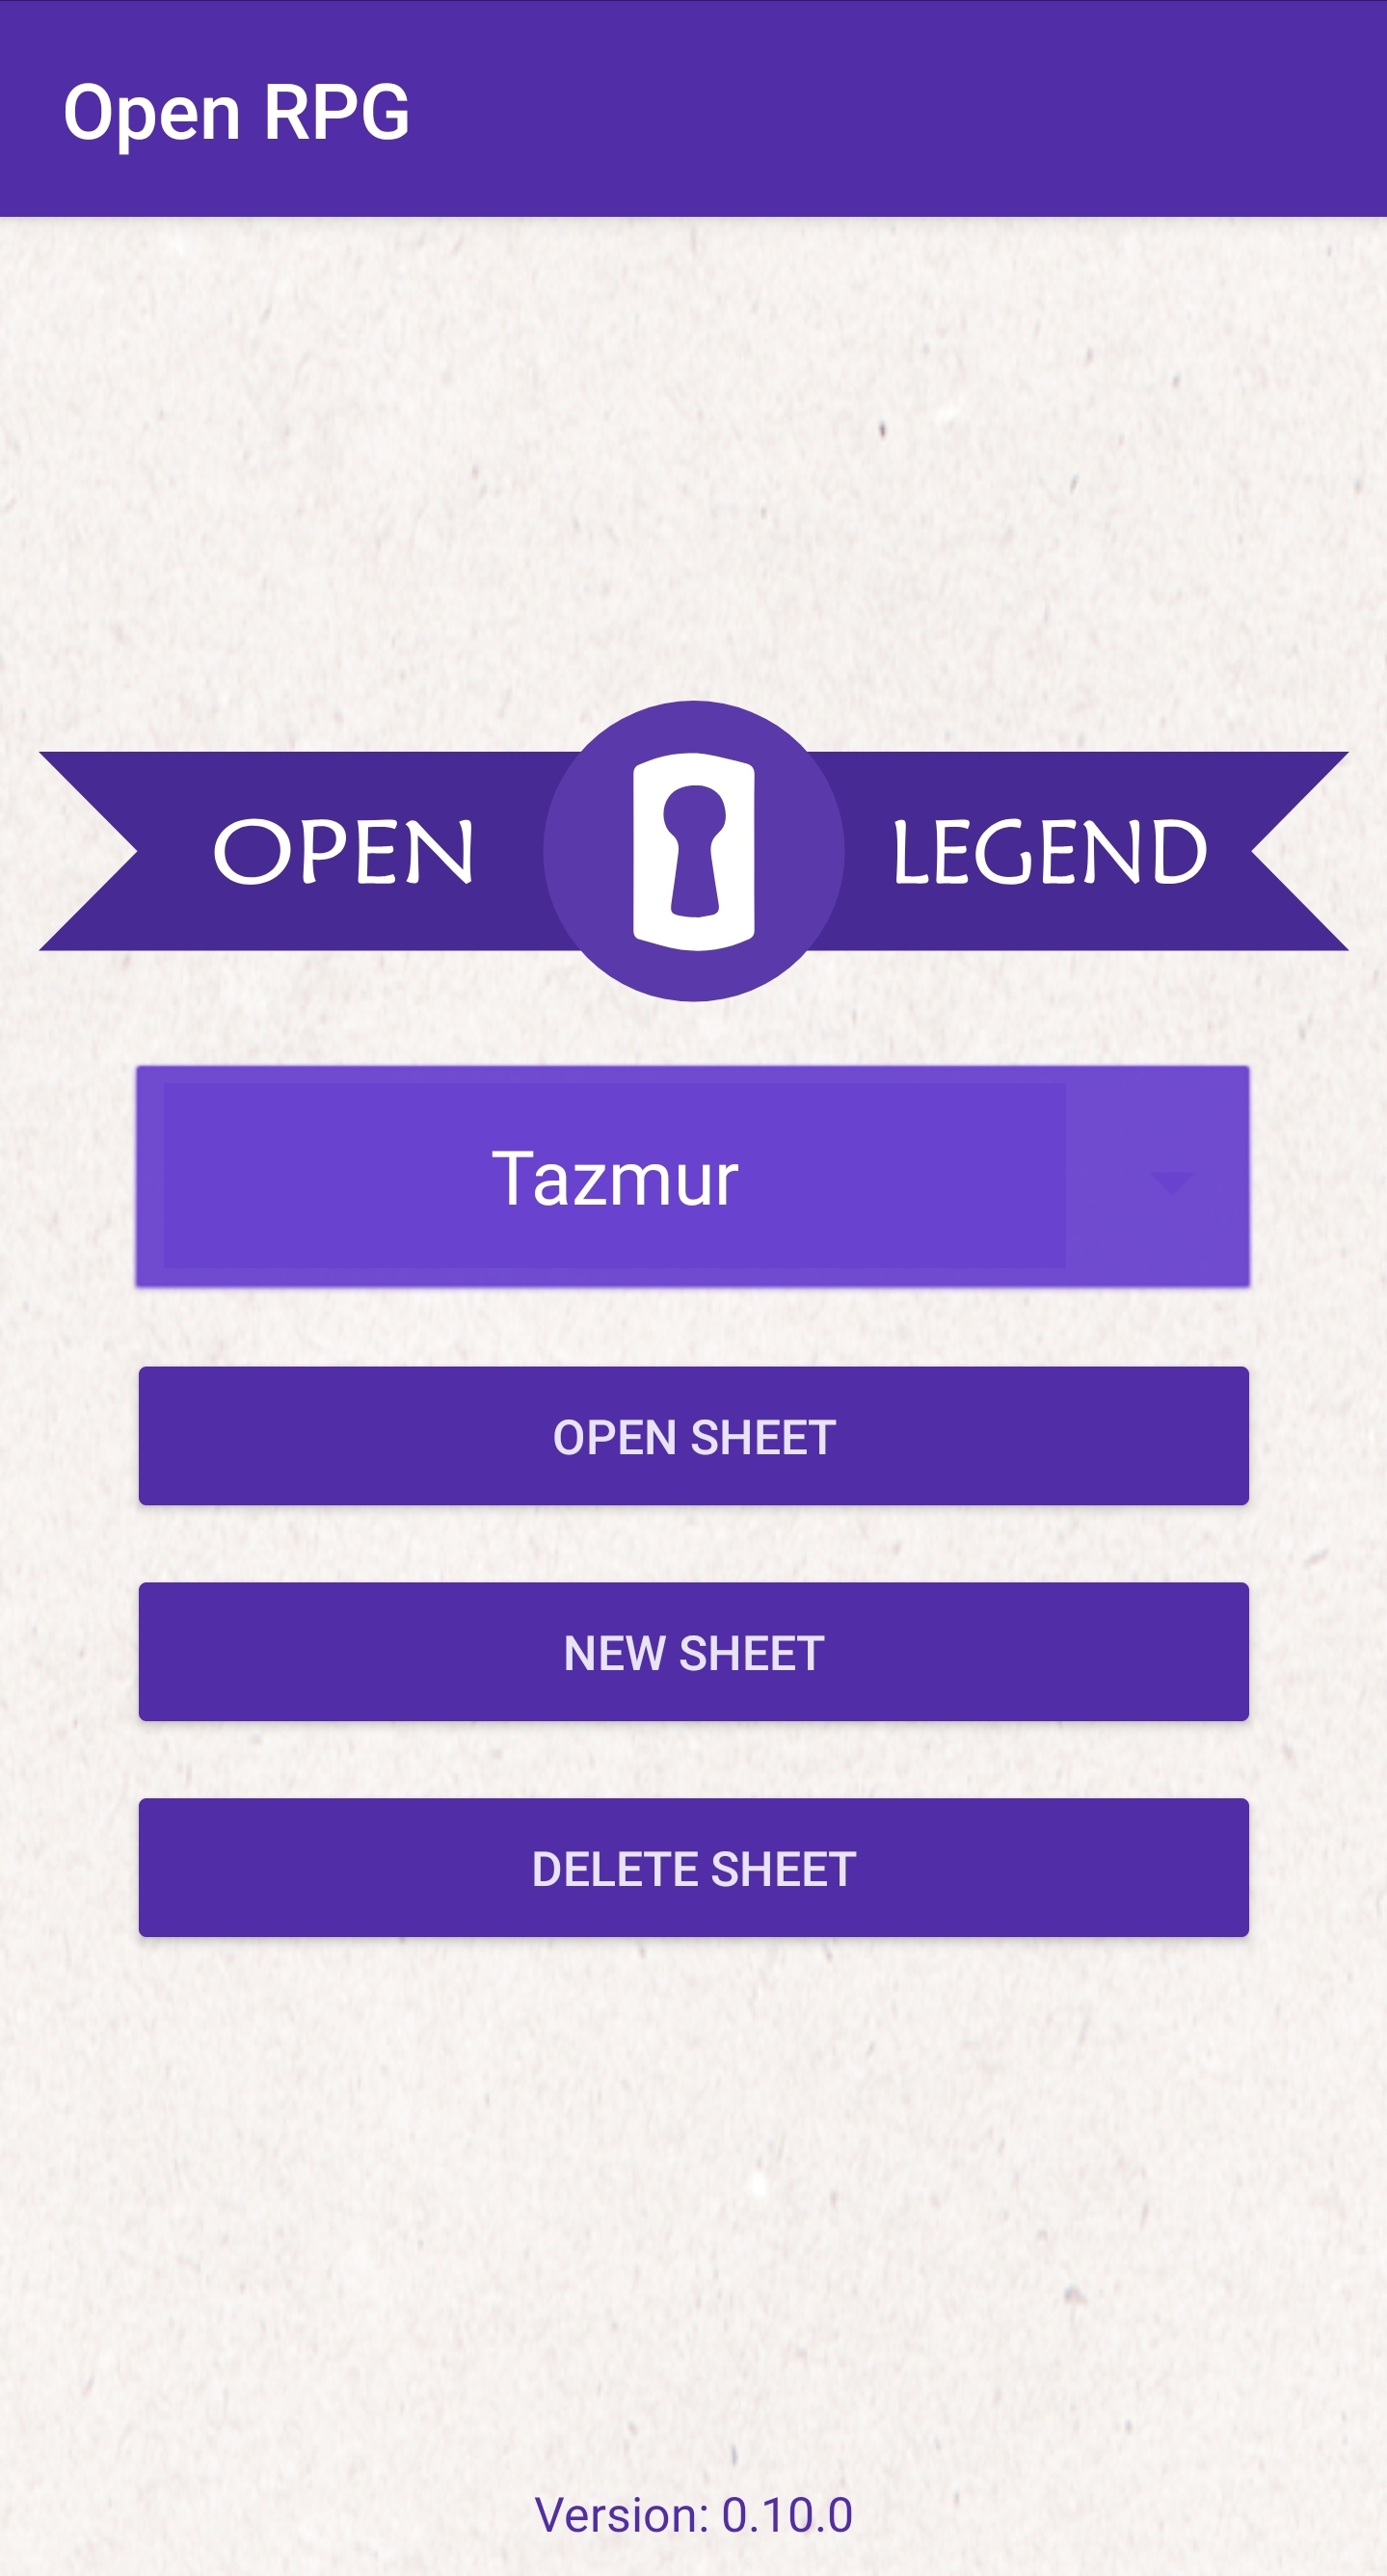 Open RPG
OPEN LEGEND
Tazmur
OPEN SHEET
NEW SHEET
DELETE SHEET
Version: 0.10.0